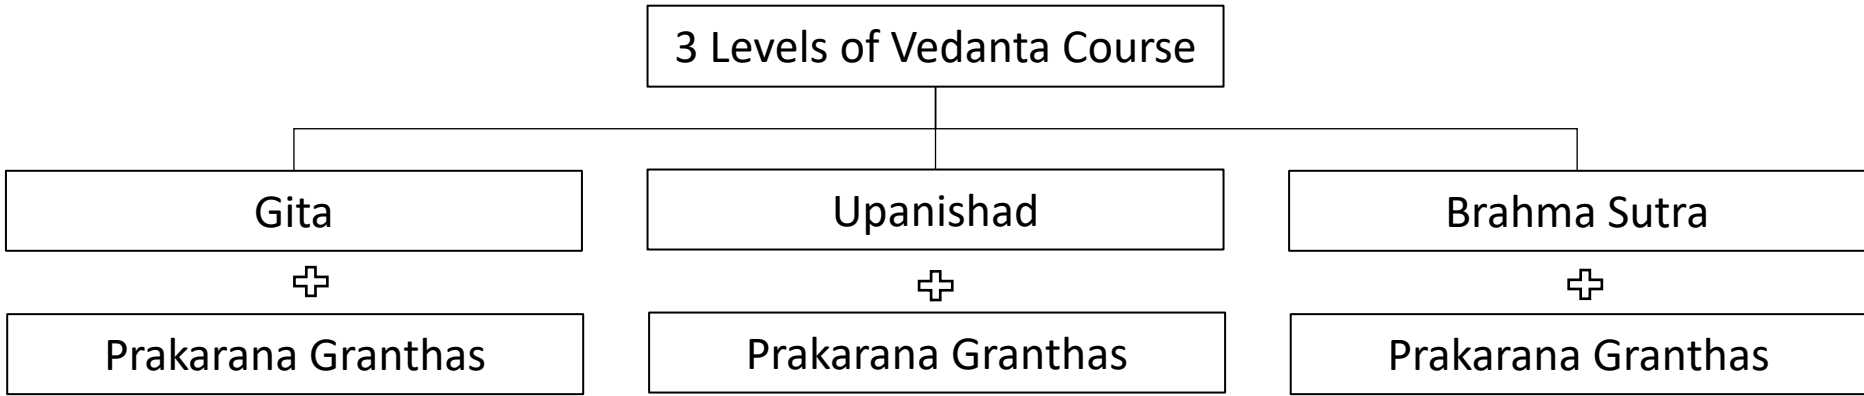 3 Levels of Vedanta Course
Gita
Upanishad
Brahma Sutra
Prakarana Granthas
Prakarana Granthas
Prakarana Granthas